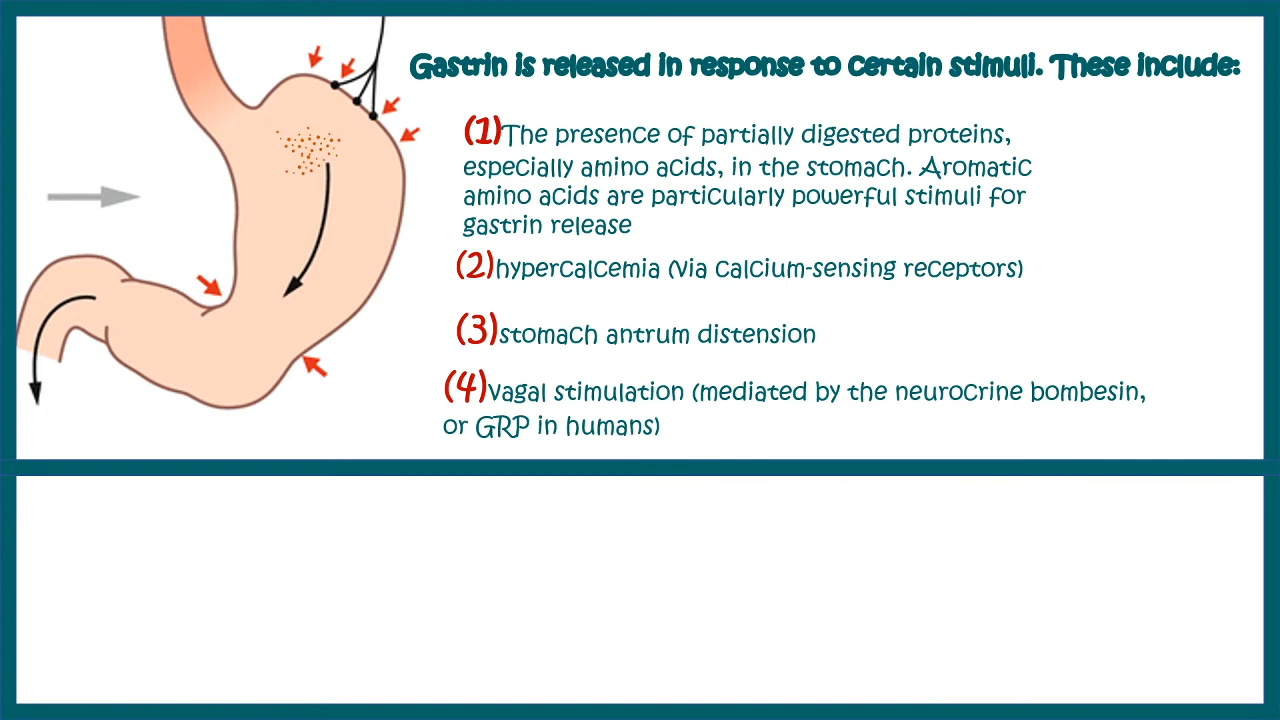 Gastrin is released in response to certain stimuli. These include:
(1)The presence of partially digested proteins,
especially amino acids, in the stomach. Aromatic
amino acids are particularly powerful stimuli for
gastrin release
(2)hypercalcemia (via calcium-sensing receptors)
(3)stomach antrum distension
(4)Vagal stimulation (mediated by the neurocrine bombesin,
or GRP in humans)